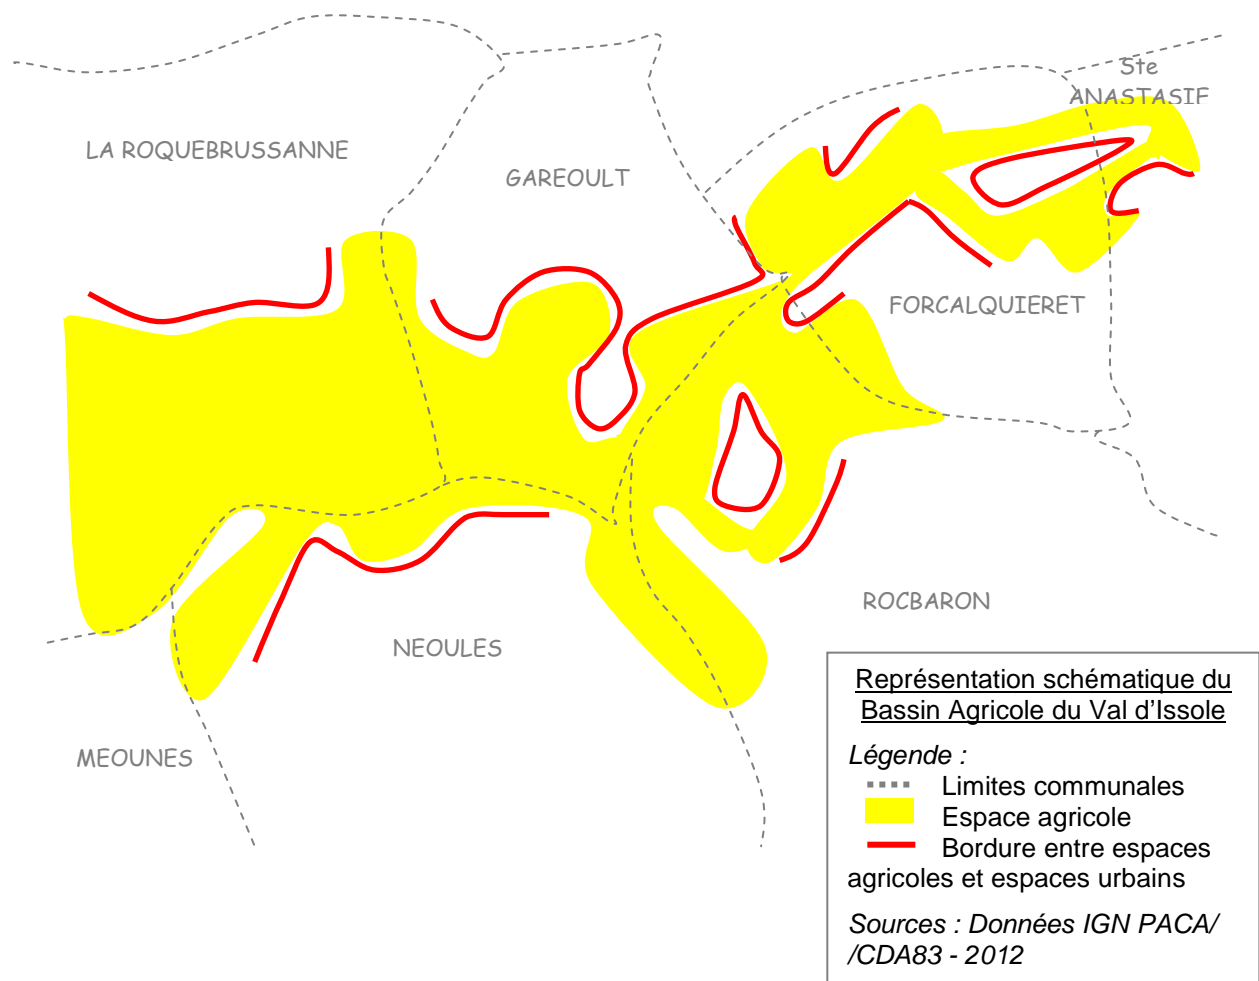 Ste
ANASTASIE
LA ROQUEBRUSSANNE
GAREOULT
FORCALQUIERET
ROCBARON
NEOULES
MEOUNES
Représentation schématique du
Bassin Agricole du Val d'Issole
Légende :
Limites communales
Espace agricole
Bordure entre espaces
agricoles et espaces urbains
Sources : Données IGN PACA/
/CDA83 - 2012